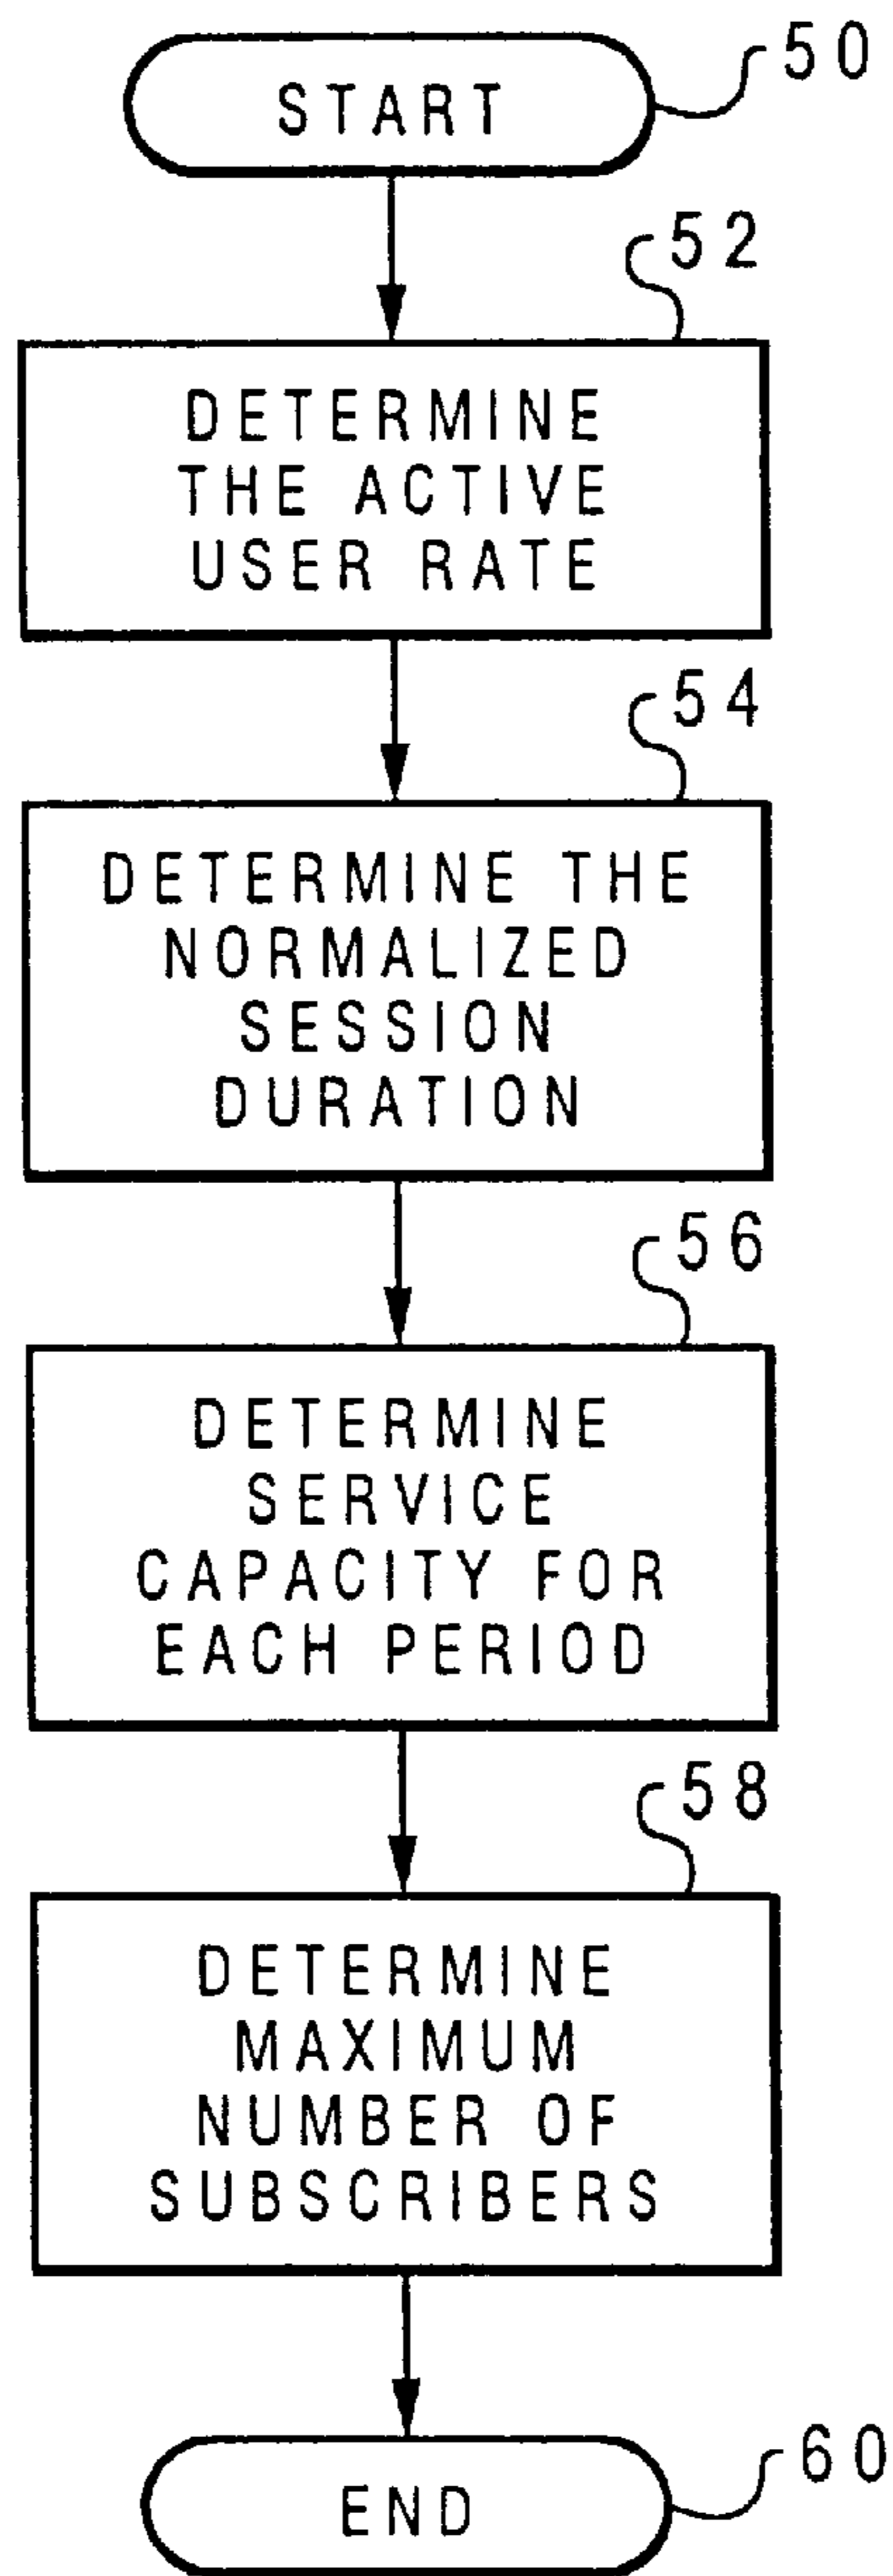 START
50
52
DETERMINE
THE ACTIVE
USER RATE
54
DETERMINE THE
NORMALIZED
SESSION
DURATION
56
DETERMINE
SERVICE
CAPACITY FOR
EACH PERIOD
58
DETERMINE
MAXIMUM
NUMBER OF
SUBSCRIBERS
END
60